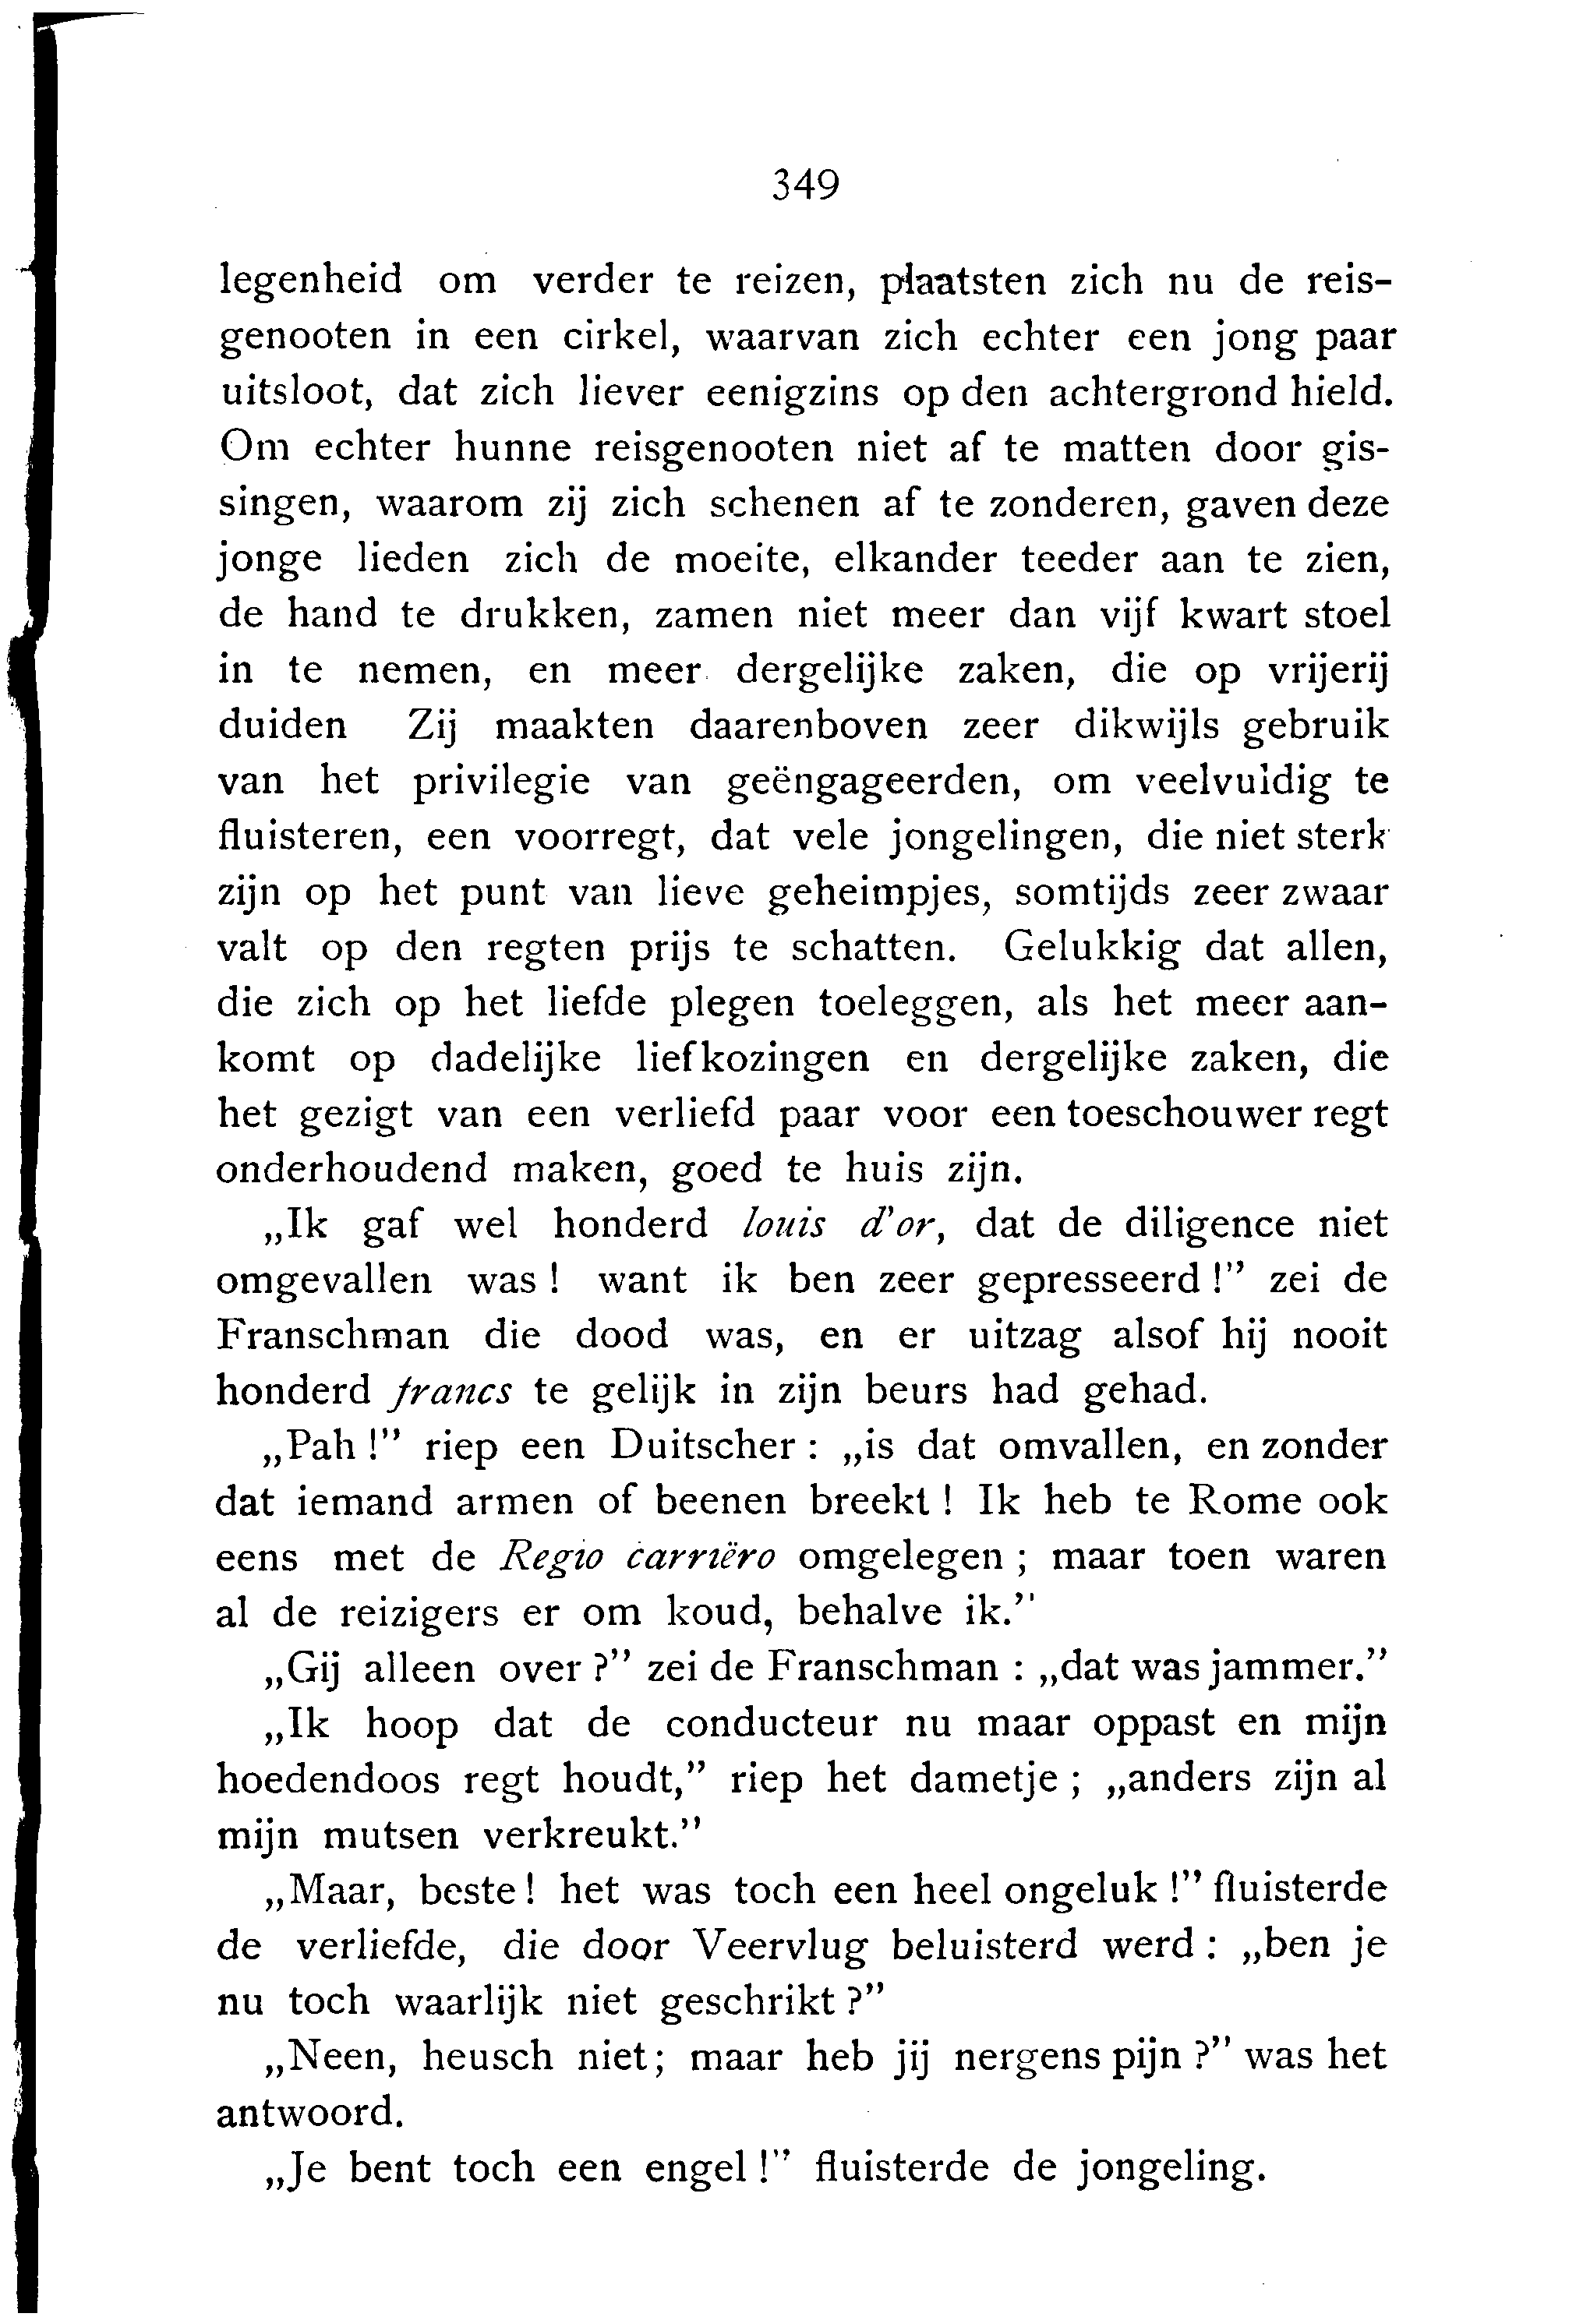 349
legenheid om verder te reizen, plaatsten zich nu de reis-
genooten in een cirkel, waarvan zich echter een jong paar
uitsloot, dat zich liever eenigzins op den achtergrond hield.
Om echter hunne reisgenooten niet af te matten door gis-
singen, waarom zij zich schenen af te zonderen, gaven deze
jonge lieden zich de moeite, elkander teeder aan te zien,
de hand te drukken, zamen niet meer dan vijf kwart stoel
in te nemen, en meer dergelijke zaken, die op vrijerij
duiden Zij maakten daarenboven zeer dikwijls gebruik
van het privilegie van geëngageerden, om veelvuldig te
fluisteren, een voorregt, dat vele jongelingen, die niet sterk
zijn op het punt van lieve geheimpjes, somtijds zeer zwaar
valt op den regten prijs te schatten. Gelukkig dat allen,
die zich op het liefde plegen toeleggen, als het meer aan-
komt op dadelijke liefkozingen en dergelijke zaken, die
het gezigt van een verliefd paar voor een toeschouwer regt
onderhoudend maken, goed te huis zijn.
„Ik gaf wel honderd louis d'or, dat de diligence niet
omgevallen was ! want ik ben zeer gepresseerd !” zei de
Franschman die dood was, en er uitzag alsof hij nooit
honderd francs te gelijk in zijn beurs had gehad.
„Pah !” riep een Duitscher : „is dat omvallen, en zonder
dat iemand armen of beenen breekt ! Ik heb te Rome ook
eens met de Regio carriëro omgelegen ; maar toen waren
al de reizigers er om koud, behalve ik.”
„Gij alleen over ?” zei de Franschman : „dat was jammer.”
„Ik hoop dat de conducteur nu maar oppast en mijn
hoedendoos regt houdt,” riep het dametje ; „anders zijn al
mijn mutsen verkreukt.”
„Maar, beste ! het was toch een heel ongeluk !” fluisterde
de verliefde, die door Veervlug beluisterd werd : „ben je
nu toch waarlijk niet geschrikt ?”
„Neen, heusch niet ; maar heb jij nergens pijn ?” was het
antwoord.
„Je bent toch een engel !” fluisterde de jongeling.